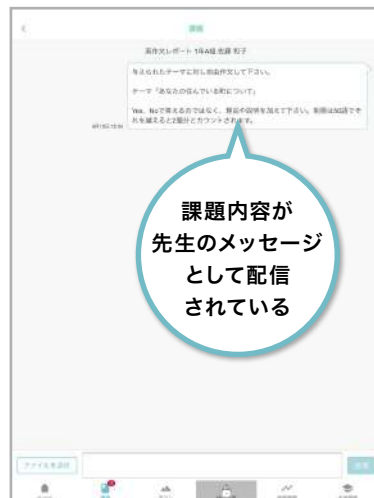 課題
英作文レポート 1年A組 佐藤 和子
与えられたテーマに対し自由作文して下さい。
テーマ「あなたの住んでいる町について」
Yes、Noで答えるのではなく、理由や説明を加えて下さい。制限は50語でそ
れを超えると2題分とカウントされます。
課題内容が
先生のメッセージ
として配信
されている
ファイルを選択